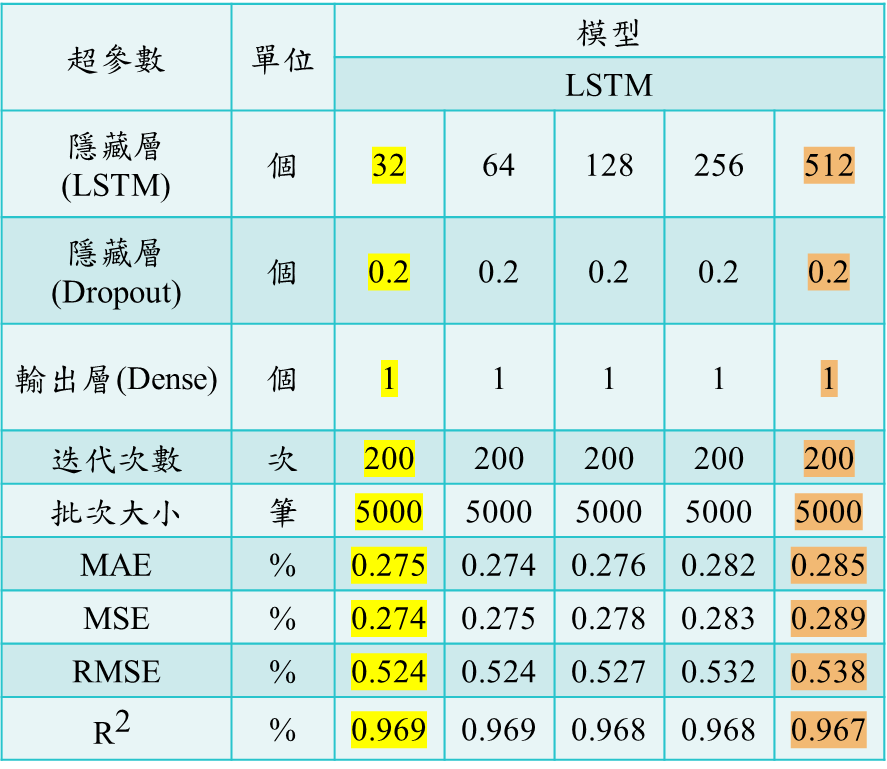 超參數 單位 模型
LSTM
隱藏層
(LSTM) 個 32 64 128 256 512
隱藏層
(Dropout) 個 0.2 0.2 0.2 0.2 0.2
輸出層(Dense) 個 1 1 1 1 1
迭代次數 次 200 200 200 200 200
批次大小 筆 5000 5000 5000 5000 5000
MAE % 0.275 0.274 0.276 0.282 0.285
MSE % 0.274 0.275 0.278 0.283 0.289
RMSE % 0.524 0.524 0.527 0.532 0.538
R2 % 0.969 0.969 0.968 0.968 0.967